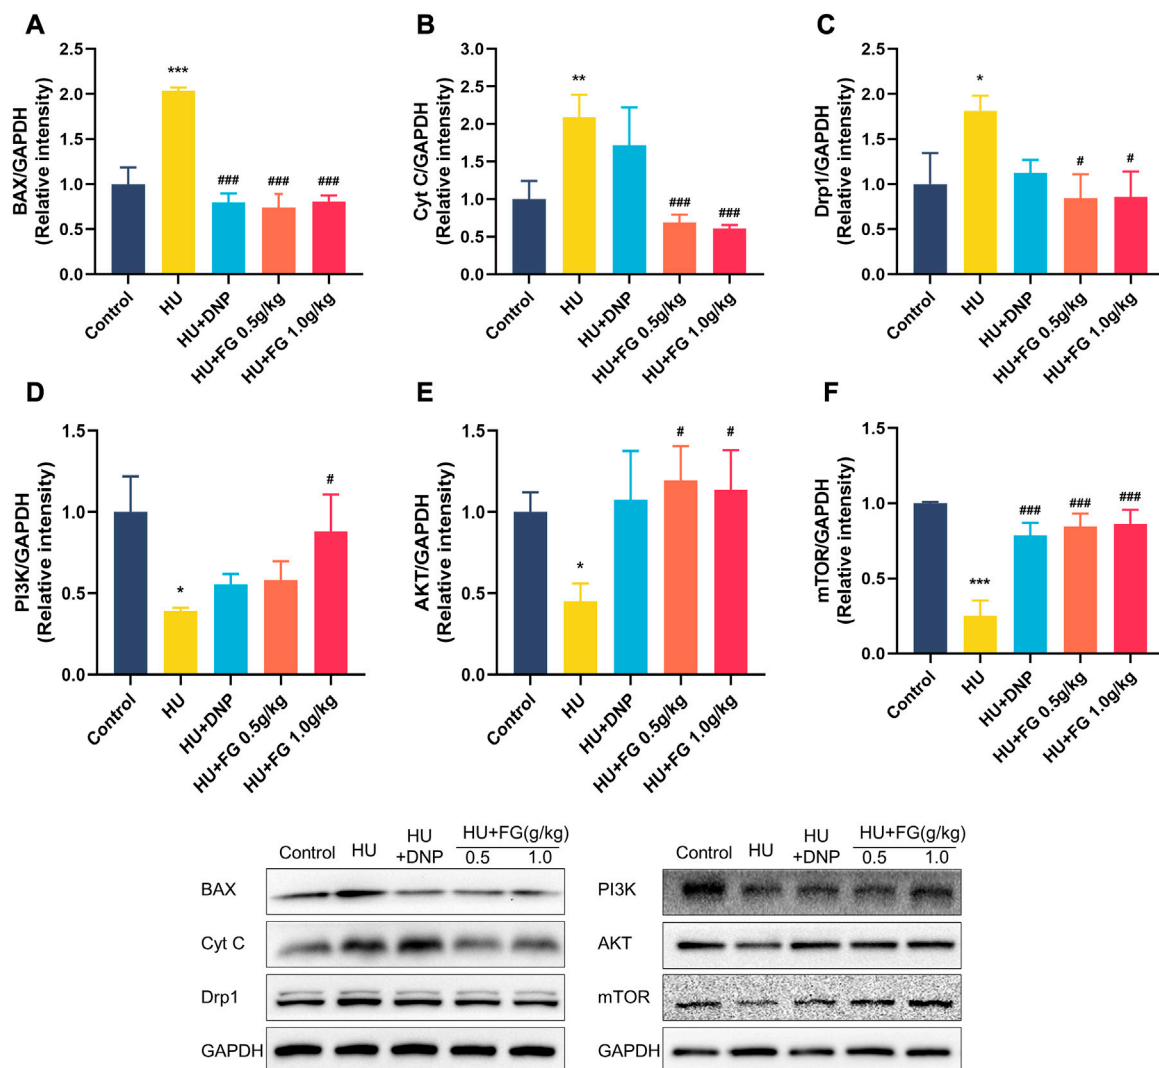 A
BAX/GAPDH
(Relative intensity)
2.5
2.0
1.5
1.0
0.5
0.0
***
###
###
###
Control
HU
HU+DNP
HU+FG 0.5g/kg
HU+FG 1.0g/kg
B
Cyt C/GAPDH
(Relative intensity)
3.0
2.5
2.0
1.5
1.0
0.5
0.0
**
###
###
Control
HU
HU+DNP
HU+FG 0.5g/kg
HU+FG 1.0g/kg
C
Drp1/GAPDH
(Relative intensity)
2.5
2.0
1.5
1.0
0.5
0.0
*
#
#
Control
HU
HU+DNP
HU+FG 0.5g/kg
HU+FG 1.0g/kg
D
PI3K/GAPDH
(Relative intensity)
1.5
1.0
0.5
0.0
*
#
Control
HU
HU+DNP
HU+FG 0.5g/kg
HU+FG 1.0g/kg
E
AKT/GAPDH
(Relative intensity)
1.5
1.0
0.5
0.0
*
#
#
Control
HU
HU+DNP
HU+FG 0.5g/kg
HU+FG 1.0g/kg
F
mTOR/GAPDH
(Relative intensity)
1.5
1.0
0.5
0.0
***
###
###
###
Control
HU
HU+DNP
HU+FG 0.5g/kg
HU+FG 1.0g/kg
Control HU HU +DNP HU+FG(g/kg)
0.5 1.0
BAX
Cyt C
Drp1
GAPDH
Control HU HU +DNP HU+FG(g/kg)
0.5 1.0
PI3K
AKT
mTOR
GAPDH